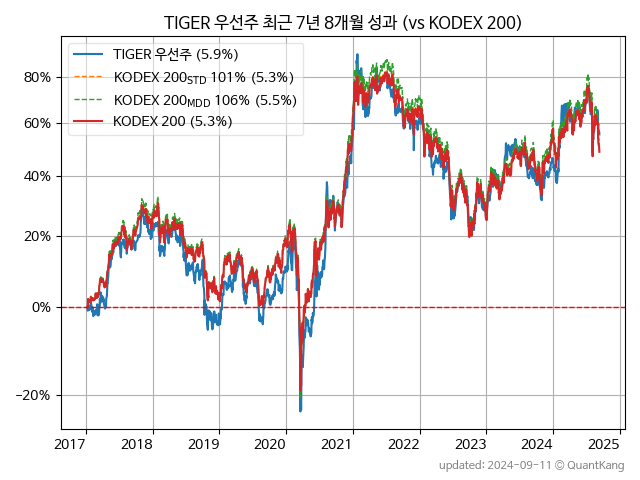 TIGER 우선주 최근 7년 8개월 성과 (vs KODEX 200)
TIGER 우선주 (5.9%)
KODEX 200STD 101% (5.3%)
KODEX 200MDD 106% (5.5%)
KODEX 200 (5.3%)
80%
60%
40%
20%
0%
−20%
2017 2018 2019 2020 2021 2022 2023 2024 2025
updated: 2024-09-11 © QuantKang